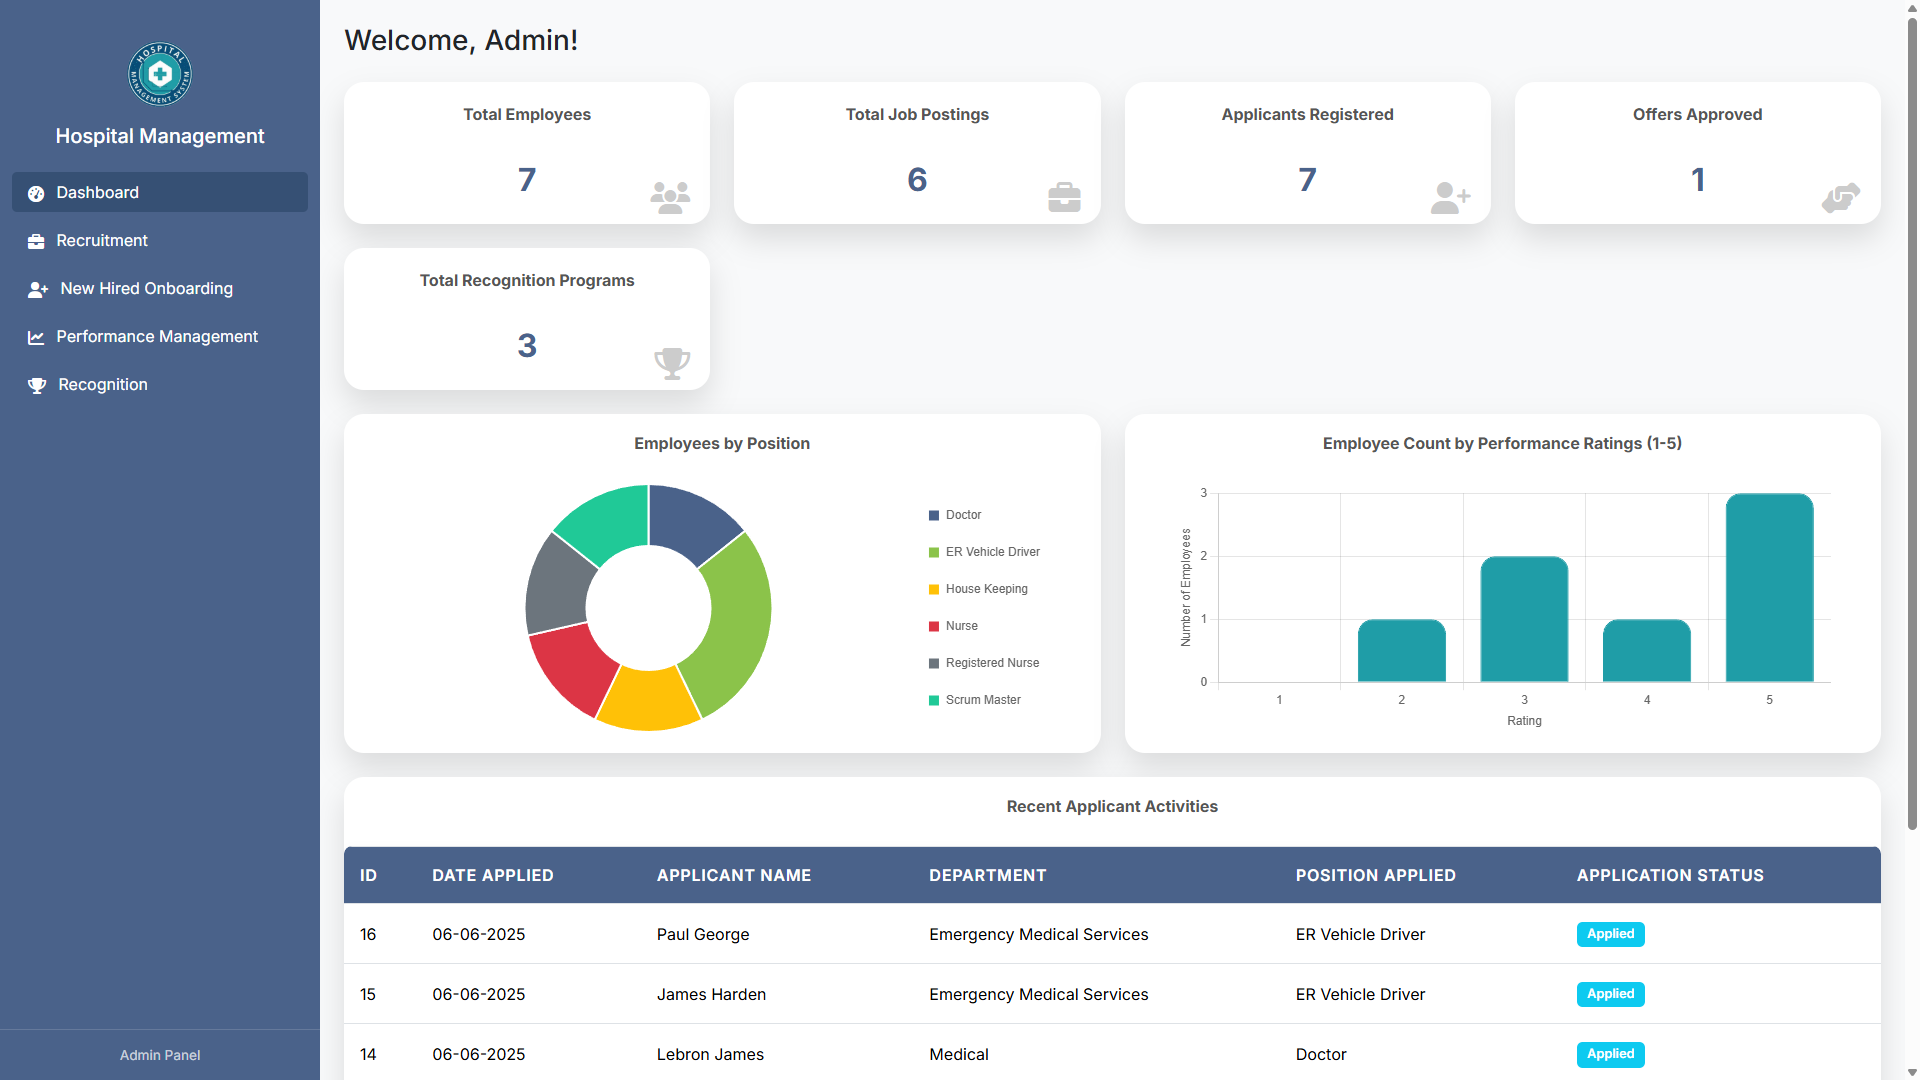 HOSPITAL
MANAGEMENT SYSTEM
Hospital Management
Dashboard
Recruitment
New Hired Onboarding
Performance Management
Recognition
Admin Panel
Welcome, Admin!
Total Employees
7
Total Job Postings
6
Applicants Registered
7
Offers Approved
1
Total Recognition Programs
3
Employees by Position
Doctor
ER Vehicle Driver
House Keeping
Nurse
Registered Nurse
Scrum Master
Employee Count by Performance Ratings (1-5)
Number of Employees
3
2
1
0
1 2 3 4 5
Rating
Recent Applicant Activities
ID DATE APPLIED APPLICANT NAME DEPARTMENT POSITION APPLIED APPLICATION STATUS
16 06-06-2025 Paul George Emergency Medical Services ER Vehicle Driver Applied
15 06-06-2025 James Harden Emergency Medical Services ER Vehicle Driver Applied
14 06-06-2025 Lebron James Medical Doctor Applied